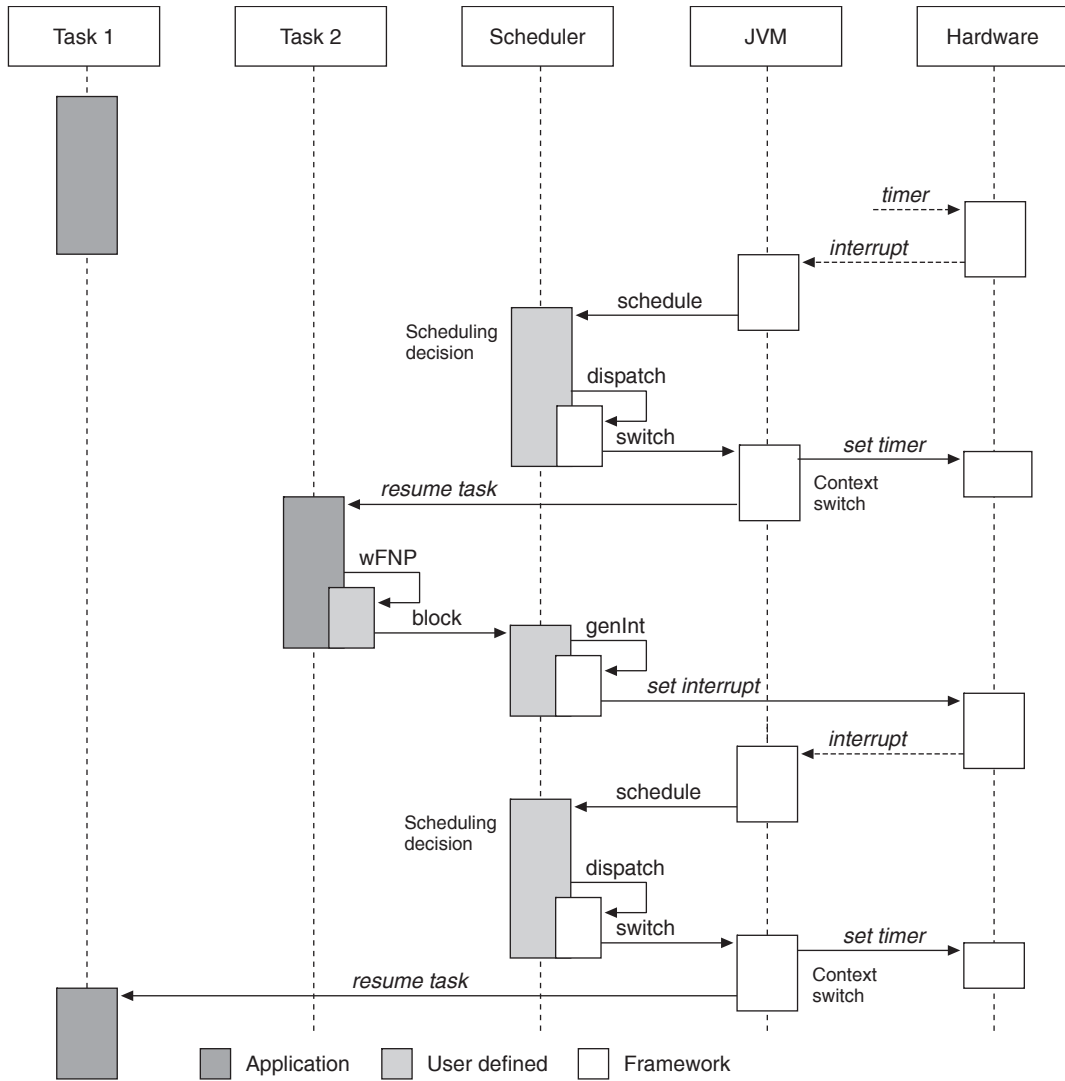 Task 1
Task 2
Scheduler
JVM
Hardware
timer
interrupt
schedule
Scheduling
decision
dispatch
switch
set timer
Context
switch
resume task
wFNP
block
genInt
set interrupt
interrupt
schedule
Scheduling
decision
dispatch
switch
set timer
Context
switch
resume task
Application
User defined
Framework